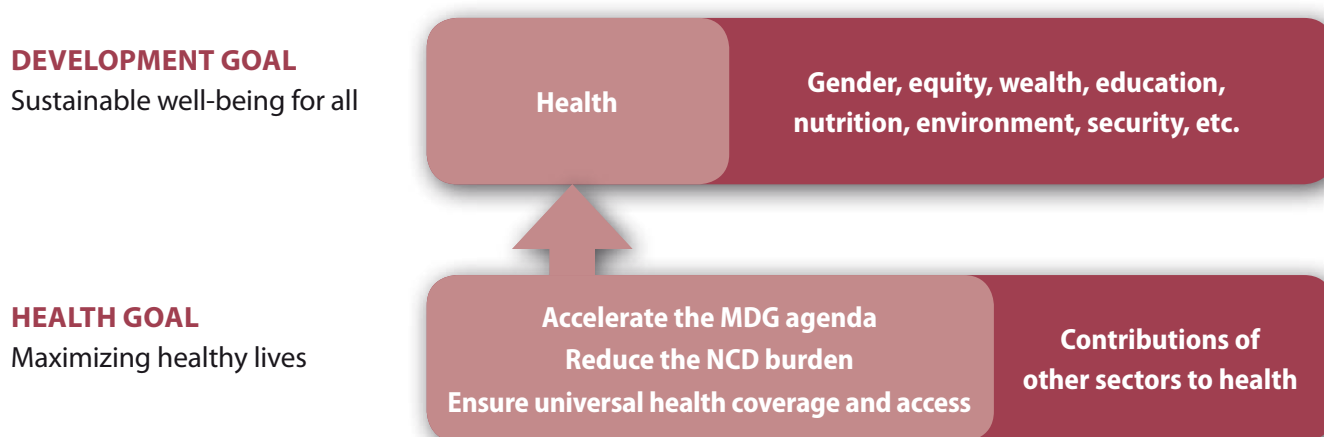 DEVELOPMENT GOAL
Sustainable well-being for all
Health
Gender, equity, wealth, education,
nutrition, environment, security, etc.
HEALTH GOAL
Maximizing healthy lives
Accelerate the MDG agenda
Reduce the NCD burden
Ensure universal health coverage and access
Contributions of
other sectors to health